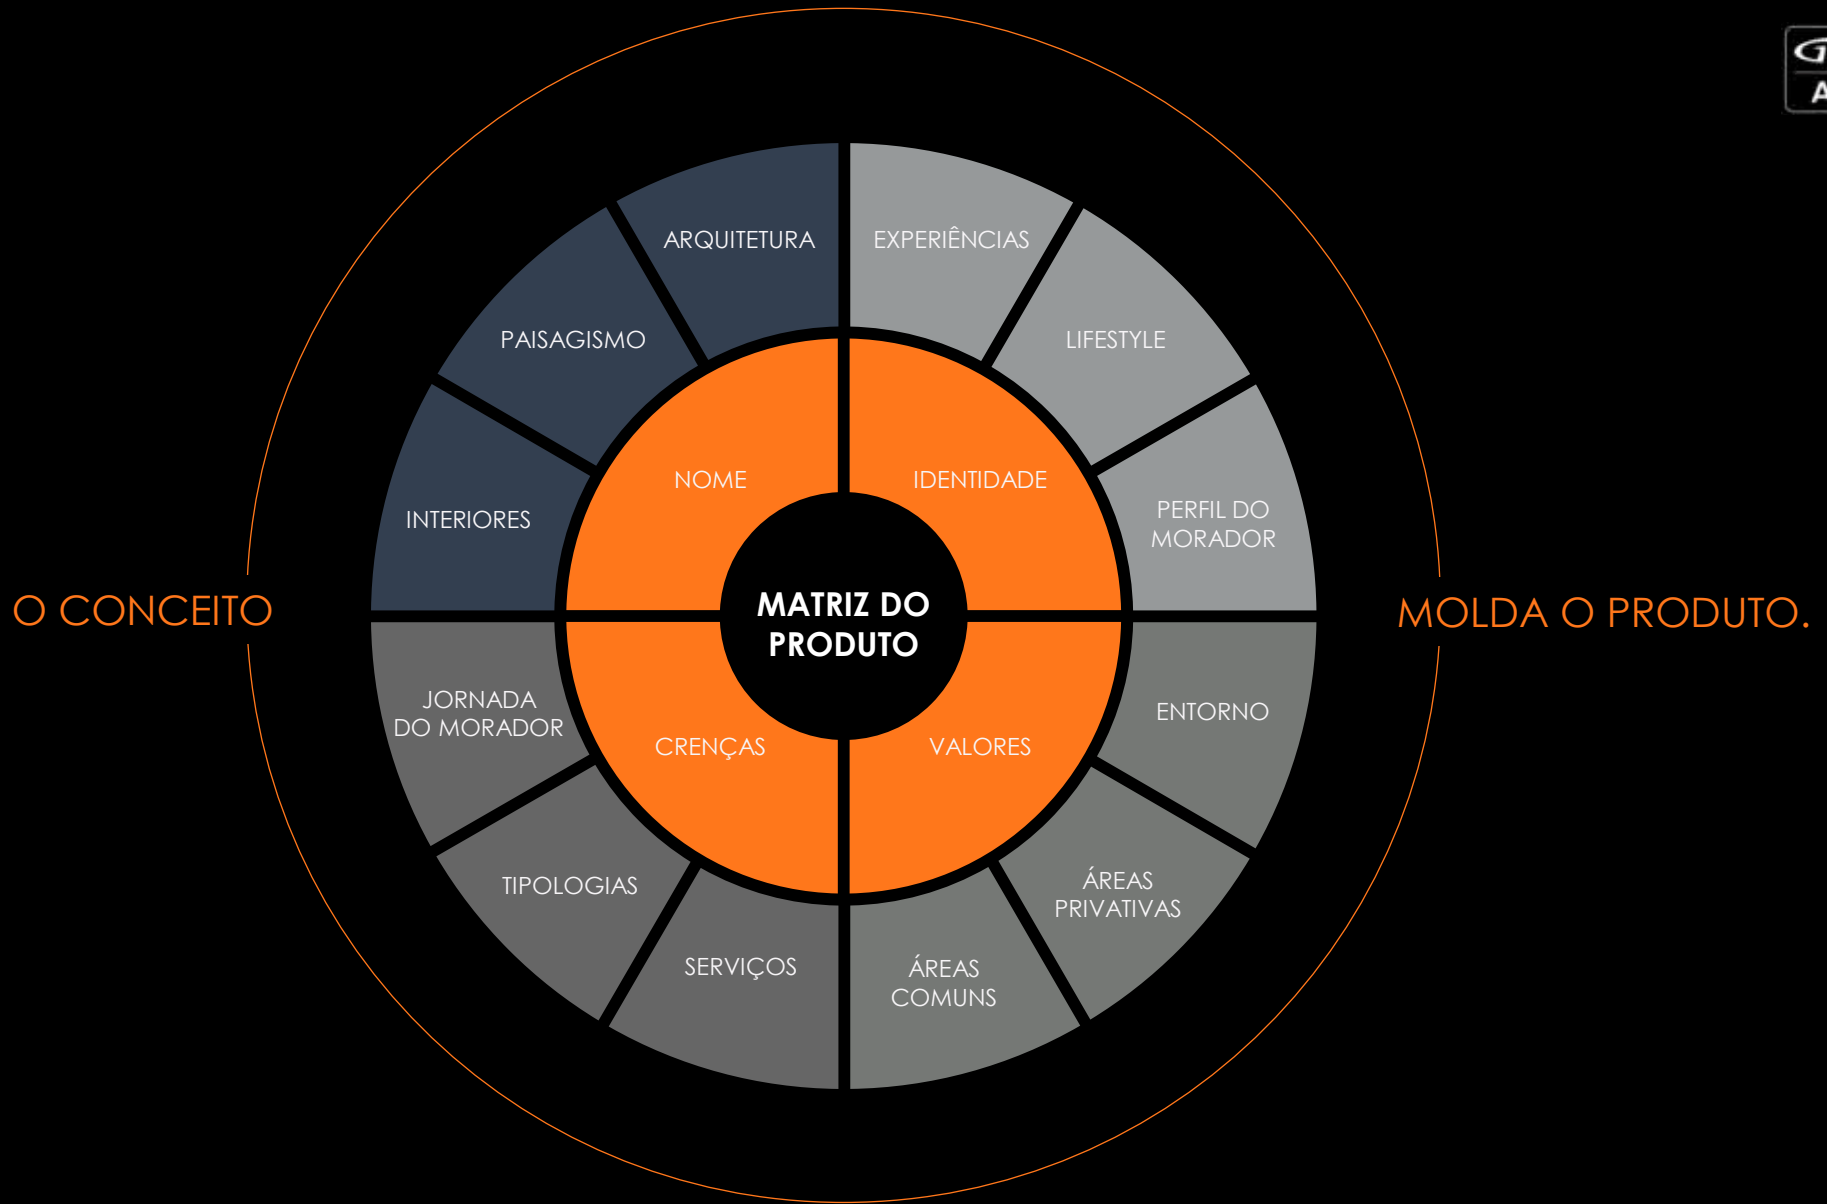 ARQUITETURA
EXPERIÊNCIAS
PAISAGISMO
LIFESTYLE
INTERIORES
NOME
IDENTIDADE
PERFIL DO
MORADOR
O CONCEITO
MATRIZ DO
PRODUTO
MOLDA O PRODUTO.
JORNADA
DO MORADOR
CRENÇAS
VALORES
ENTORNO
TIPOLOGIAS
ÁREAS
PRIVATIVAS
SERVIÇOS
ÁREAS
COMUNS